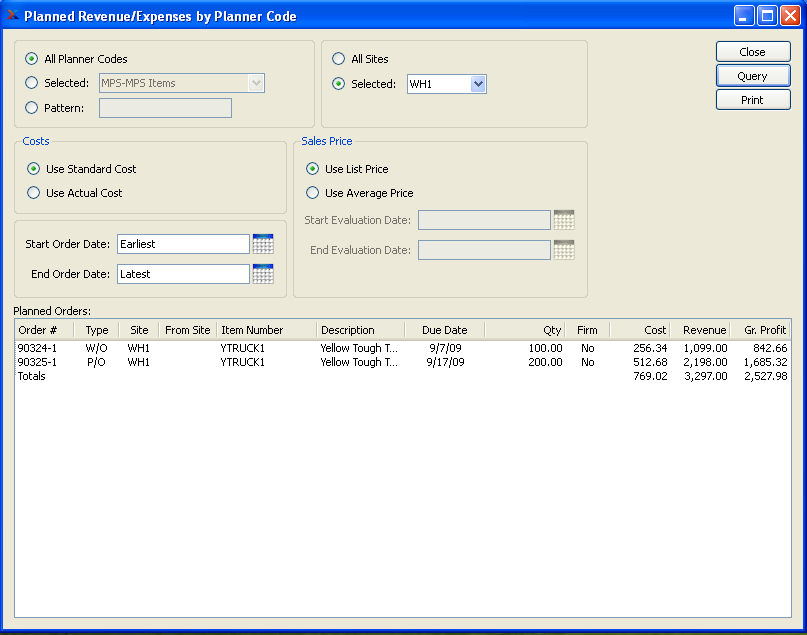 Planned Revenue/Expenses by Planner Code
All Planner Codes
Selected: MPS-MPS Items
Pattern:
All Sites
Selected: WH1
Close
Query
Print
Costs
Use Standard Cost
Use Actual Cost
Sales Price
Use List Price
Use Average Price
Start Evaluation Date:
End Evaluation Date:
Start Order Date: Earliest
End Order Date: Latest
Planned Orders:
Order # Type Site From Site Item Number Description Due Date Qty Firm Cost Revenue Gr. Profit
90324-1 W/O WH1 YTRUCK1 Yellow Tough T... 9/7/09 100.00 No 256.34 1,099.00 842.66
90325-1 P/O WH1 YTRUCK1 Yellow Tough T... 9/17/09 200.00 No 512.68 2,198.00 1,685.32
Totals 769.02 3,297.00 2,527.98